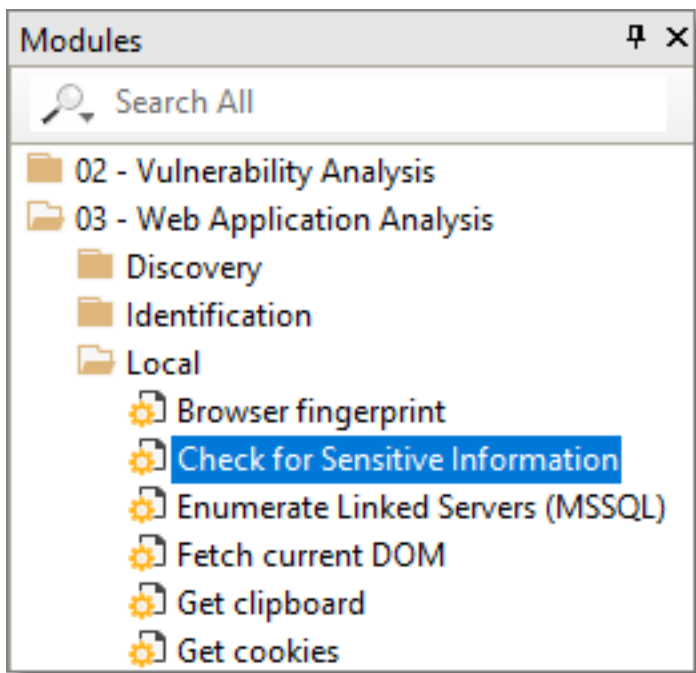 Modules
Search All
02 - Vulnerability Analysis
03 - Web Application Analysis
Discovery
Identification
Local
Browser fingerprint
Check for Sensitive Information
Enumerate Linked Servers (MSSQL)
Fetch current DOM
Get clipboard
Get cookies